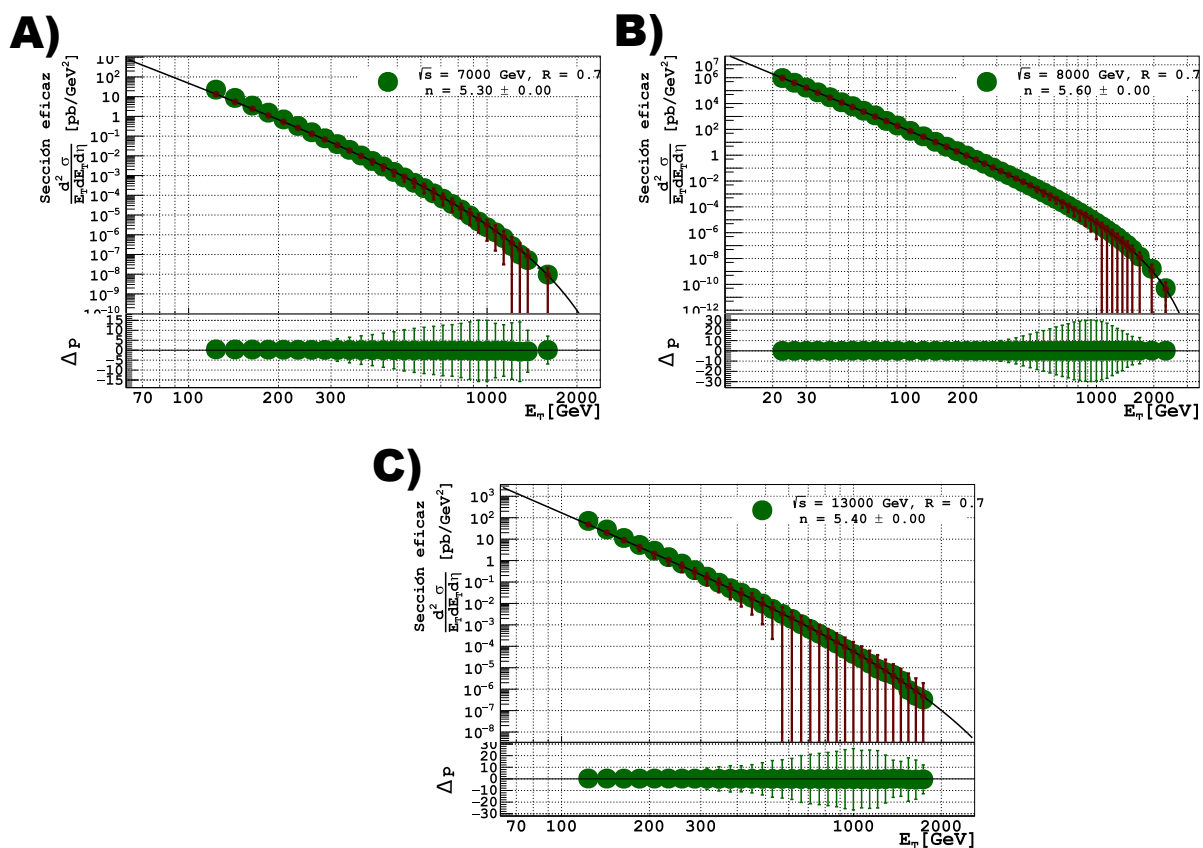 A)
Sección eficaz
d² σ / E_T dE_T dη [pb/GeV²]
√s = 7000 GeV, R = 0.7
n = 5.30 ± 0.00
10²
10
1
10⁻¹
10⁻²
10⁻³
10⁻⁴
10⁻⁵
10⁻⁶
10⁻⁷
10⁻⁸
10⁻⁹
10⁻¹⁰
Δ p
15
10
5
0
−5
−10
−15
70 100 200 300 1000 2000
E_T[GeV]
B)
Sección eficaz
d² σ / E_T dE_T dη [pb/GeV²]
√s = 8000 GeV, R = 0.7
n = 5.60 ± 0.00
10⁷
10⁶
10⁴
10²
1
10⁻²
10⁻⁴
10⁻⁶
10⁻⁸
10⁻¹⁰
10⁻¹²
Δ p
30
20
10
0
−10
−20
−30
20 30 100 200 1000 2000
E_T[GeV]
C)
Sección eficaz
d² σ / E_T dE_T dη [pb/GeV²]
√s = 13000 GeV, R = 0.7
n = 5.40 ± 0.00
10³
10²
10
1
10⁻¹
10⁻²
10⁻³
10⁻⁴
10⁻⁵
10⁻⁶
10⁻⁷
10⁻⁸
Δ p
30
20
10
0
−10
−20
−30
70 100 200 300 1000 2000
E_T[GeV]